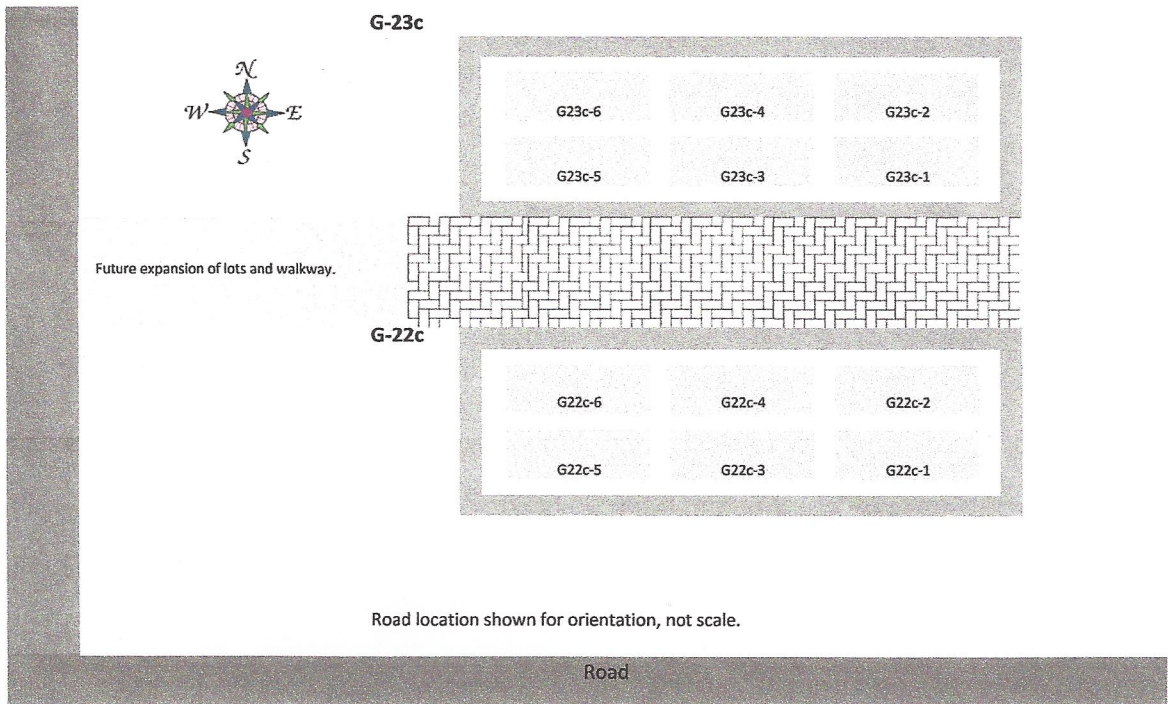 G-23c
N
W E
S
G23c-6 G23c-4 G23c-2
G23c-5 G23c-3 G23c-1
Future expansion of lots and walkway.
G-22c
G22c-6 G22c-4 G22c-2
G22c-5 G22c-3 G22c-1
Road location shown for orientation, not scale.
Road